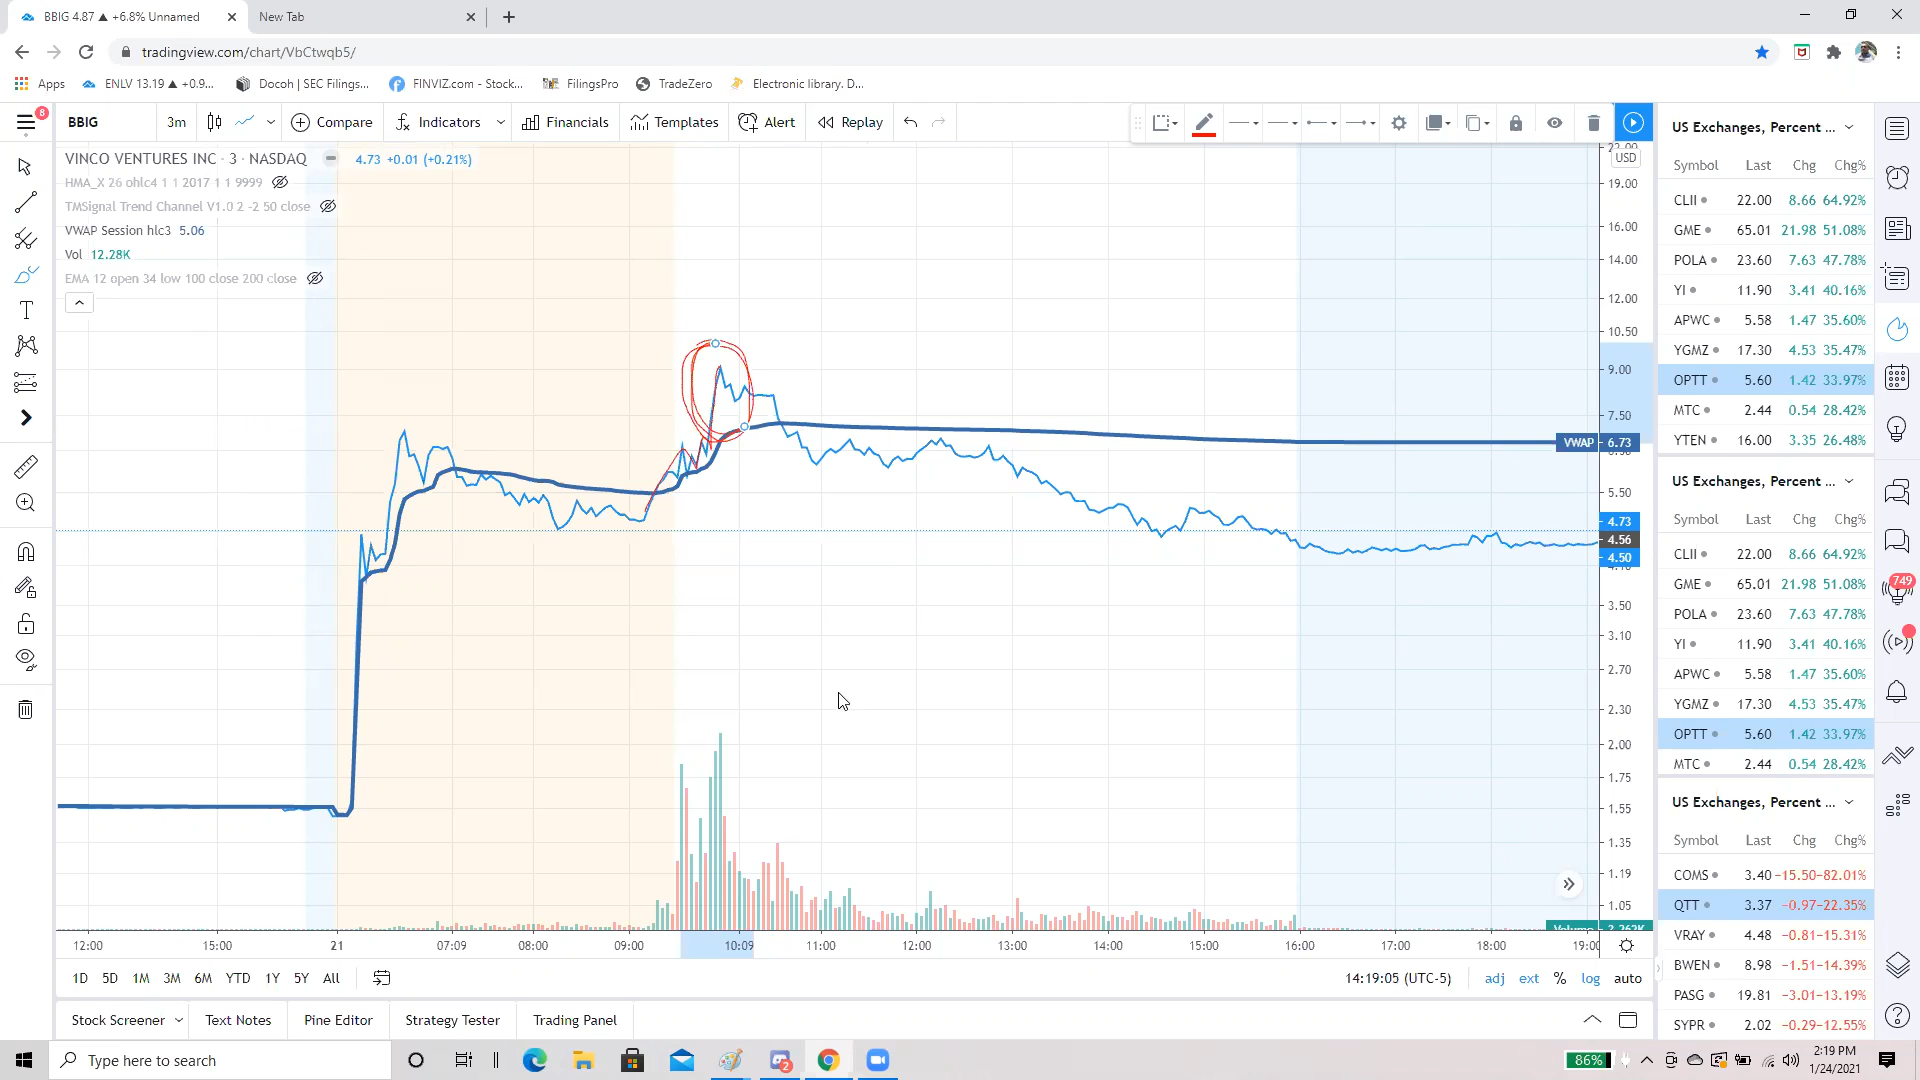 BBIG 4.87 ▲ +6.8% Unnamed
New Tab
tradingview.com/chart/VbCtwqb5/
Apps
ENLV 13.19 ▲ +0.9...
Docoh | SEC Filings...
FINVIZ.com - Stock...
FilingsPro
TradeZero
Electronic library. D...
8
BBIG
3m
Compare
Indicators
Financials
Templates
Alert
Replay
VINCO VENTURES INC · 3 · NASDAQ
4.73 +0.01 (+0.21%)
HMA_X 26 ohlc4 1 1 2017 1 1 9999
TMSignal Trend Channel V1.0 2 -2 50 close
VWAP Session hlc3 5.06
Vol 12.28K
EMA 12 open 34 low 100 close 200 close
USD
22.00
19.00
16.00
14.00
12.00
10.50
9.00
7.50
VWAP 6.73
5.50
4.73
4.56
4.50
3.50
3.10
2.70
2.30
2.00
1.75
1.55
1.35
1.19
1.05
12:00
15:00
21
07:09
08:00
09:00
10:09
11:00
12:00
13:00
14:00
15:00
16:00
17:00
18:00
19:00
1D 5D 1M 3M 6M YTD 1Y 5Y All
14:19:05 (UTC-5)
adj ext % log auto
Stock Screener
Text Notes
Pine Editor
Strategy Tester
Trading Panel
US Exchanges, Percent ...
Symbol Last Chg Chg%
CLII 22.00 8.66 64.92%
GME 65.01 21.98 51.08%
POLA 23.60 7.63 47.78%
YI 11.90 3.41 40.16%
APWC 5.58 1.47 35.60%
YGMZ 17.30 4.53 35.47%
OPTT 5.60 1.42 33.97%
MTC 2.44 0.54 28.42%
YTEN 16.00 3.35 26.48%
US Exchanges, Percent ...
Symbol Last Chg Chg%
CLII 22.00 8.66 64.92%
GME 65.01 21.98 51.08%
POLA 23.60 7.63 47.78%
YI 11.90 3.41 40.16%
APWC 5.58 1.47 35.60%
YGMZ 17.30 4.53 35.47%
OPTT 5.60 1.42 33.97%
MTC 2.44 0.54 28.42%
US Exchanges, Percent ...
Symbol Last Chg Chg%
COMS 3.40 −15.50 −82.01%
QTT 3.37 −0.97 −22.35%
VRAY 4.48 −0.81 −15.31%
BWEN 8.98 −1.51 −14.39%
PASG 19.81 −3.01 −13.19%
SYPR 2.02 −0.29 −12.55%
749
Type here to search
2
86%
2:19 PM
1/24/2021